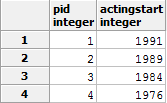 pid actingstart
integer integer
1 1 1991
2 2 1989
3 3 1984
4 4 1976